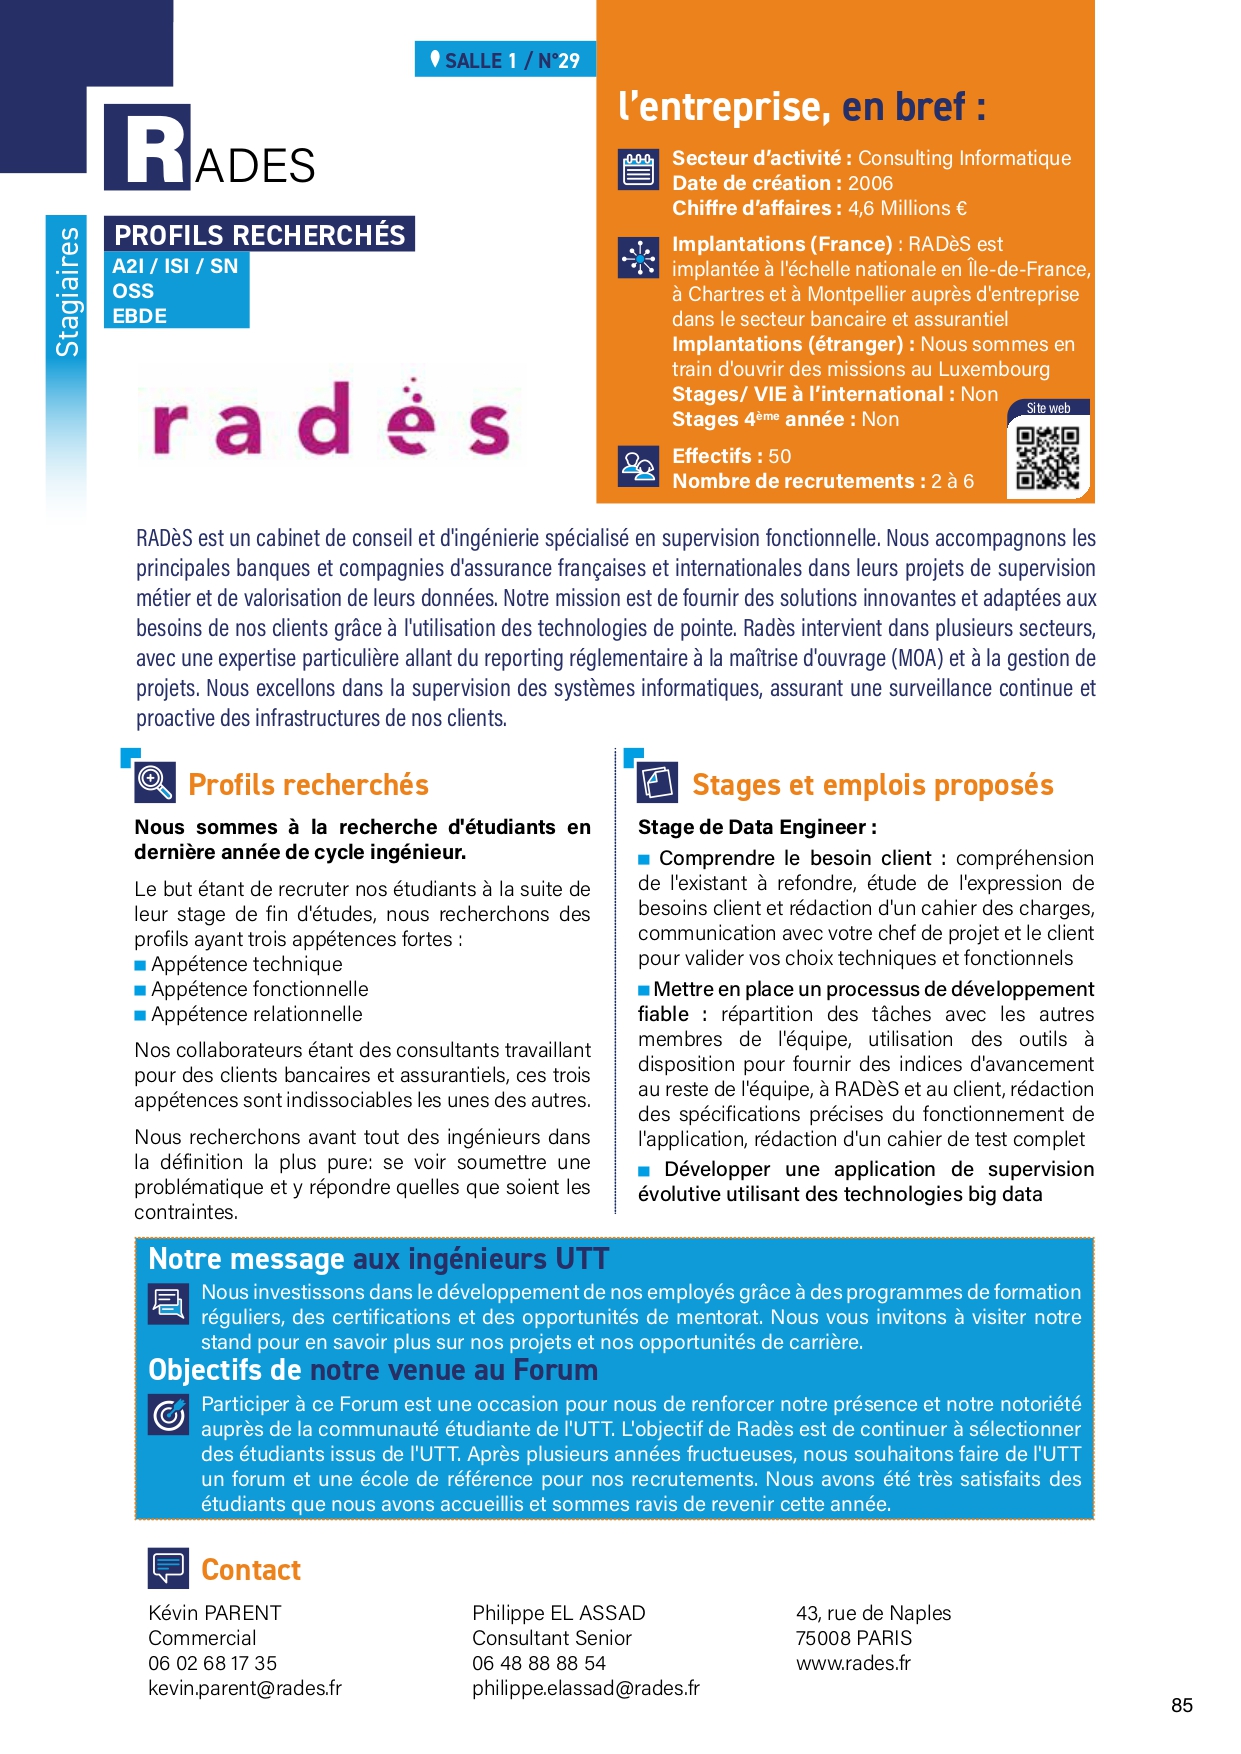 SALLE 1 / N°29
RADES
Stagiaires
PROFILS RECHERCHÉS
A2I / ISI / SN
OSS
EBDE
radès
l'entreprise, en bref :
Secteur d'activité : Consulting Informatique
Date de création : 2006
Chiffre d'affaires : 4,6 Millions €
Implantations (France) : RADèS est
implantée à l'échelle nationale en Île-de-France,
à Chartres et à Montpellier auprès d'entreprise
dans le secteur bancaire et assurantiel
Implantations (étranger) : Nous sommes en
train d'ouvrir des missions au Luxembourg
Stages/ VIE à l'international : Non
Stages 4ème année : Non
Site web
Effectifs : 50
Nombre de recrutements : 2 à 6
RADèS est un cabinet de conseil et d'ingénierie spécialisé en supervision fonctionnelle. Nous accompagnons les
principales banques et compagnies d'assurance françaises et internationales dans leurs projets de supervision
métier et de valorisation de leurs données. Notre mission est de fournir des solutions innovantes et adaptées aux
besoins de nos clients grâce à l'utilisation des technologies de pointe. Radès intervient dans plusieurs secteurs,
avec une expertise particulière allant du reporting réglementaire à la maîtrise d'ouvrage (MOA) et à la gestion de
projets. Nous excellons dans la supervision des systèmes informatiques, assurant une surveillance continue et
proactive des infrastructures de nos clients.
Profils recherchés
Nous sommes à la recherche d'étudiants en
dernière année de cycle ingénieur.
Le but étant de recruter nos étudiants à la suite de
leur stage de fin d'études, nous recherchons des
profils ayant trois appétences fortes :
Appétence technique
Appétence fonctionnelle
Appétence relationnelle
Nos collaborateurs étant des consultants travaillant
pour des clients bancaires et assurantiels, ces trois
appétences sont indissociables les unes des autres.
Nous recherchons avant tout des ingénieurs dans
la définition la plus pure: se voir soumettre une
problématique et y répondre quelles que soient les
contraintes.
Stages et emplois proposés
Stage de Data Engineer :
Comprendre le besoin client : compréhension
de l'existant à refondre, étude de l'expression de
besoins client et rédaction d'un cahier des charges,
communication avec votre chef de projet et le client
pour valider vos choix techniques et fonctionnels
Mettre en place un processus de développement
fiable : répartition des tâches avec les autres
membres de l'équipe, utilisation des outils à
disposition pour fournir des indices d'avancement
au reste de l'équipe, à RADèS et au client, rédaction
des spécifications précises du fonctionnement de
l'application, rédaction d'un cahier de test complet
Développer une application de supervision
évolutive utilisant des technologies big data
Notre message aux ingénieurs UTT
Nous investissons dans le développement de nos employés grâce à des programmes de formation
réguliers, des certifications et des opportunités de mentorat. Nous vous invitons à visiter notre
stand pour en savoir plus sur nos projets et nos opportunités de carrière.
Objectifs de notre venue au Forum
Participer à ce Forum est une occasion pour nous de renforcer notre présence et notre notoriété
auprès de la communauté étudiante de l'UTT. L'objectif de Radès est de continuer à sélectionner
des étudiants issus de l'UTT. Après plusieurs années fructueuses, nous souhaitons faire de l'UTT
un forum et une école de référence pour nos recrutements. Nous avons été très satisfaits des
étudiants que nous avons accueillis et sommes ravis de revenir cette année.
Contact
Kévin PARENT
Commercial
06 02 68 17 35
kevin.parent@rades.fr
Philippe EL ASSAD
Consultant Senior
06 48 88 88 54
philippe.elassad@rades.fr
43, rue de Naples
75008 PARIS
www.rades.fr
85